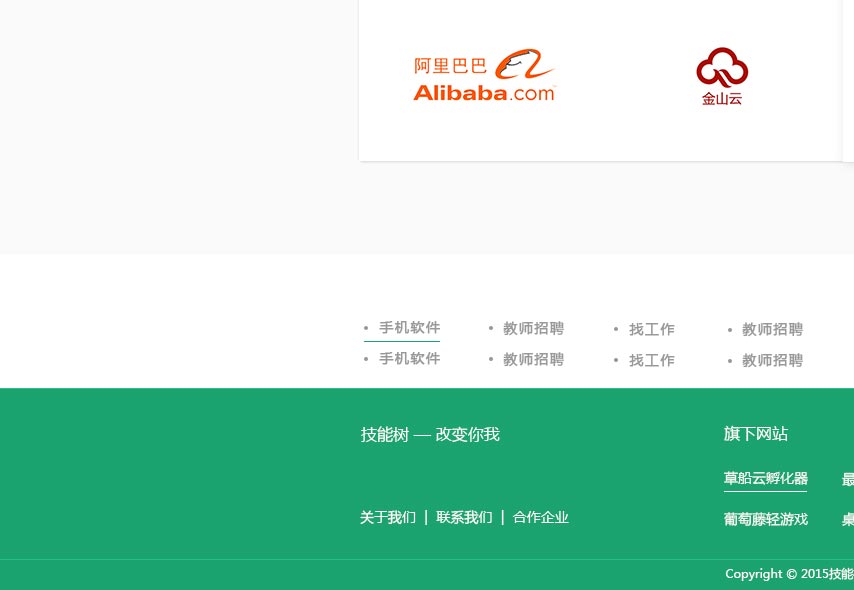 阿里巴巴
Alibaba.com
金山云
• 手机软件 • 教师招聘 • 找工作 • 教师招聘
• 手机软件 • 教师招聘 • 找工作 • 教师招聘
技能树 — 改变你我 旗下网站
草船云孵化器 最
葡萄藤轻游戏 桌
关于我们 | 联系我们 | 合作企业
Copyright © 2015技能